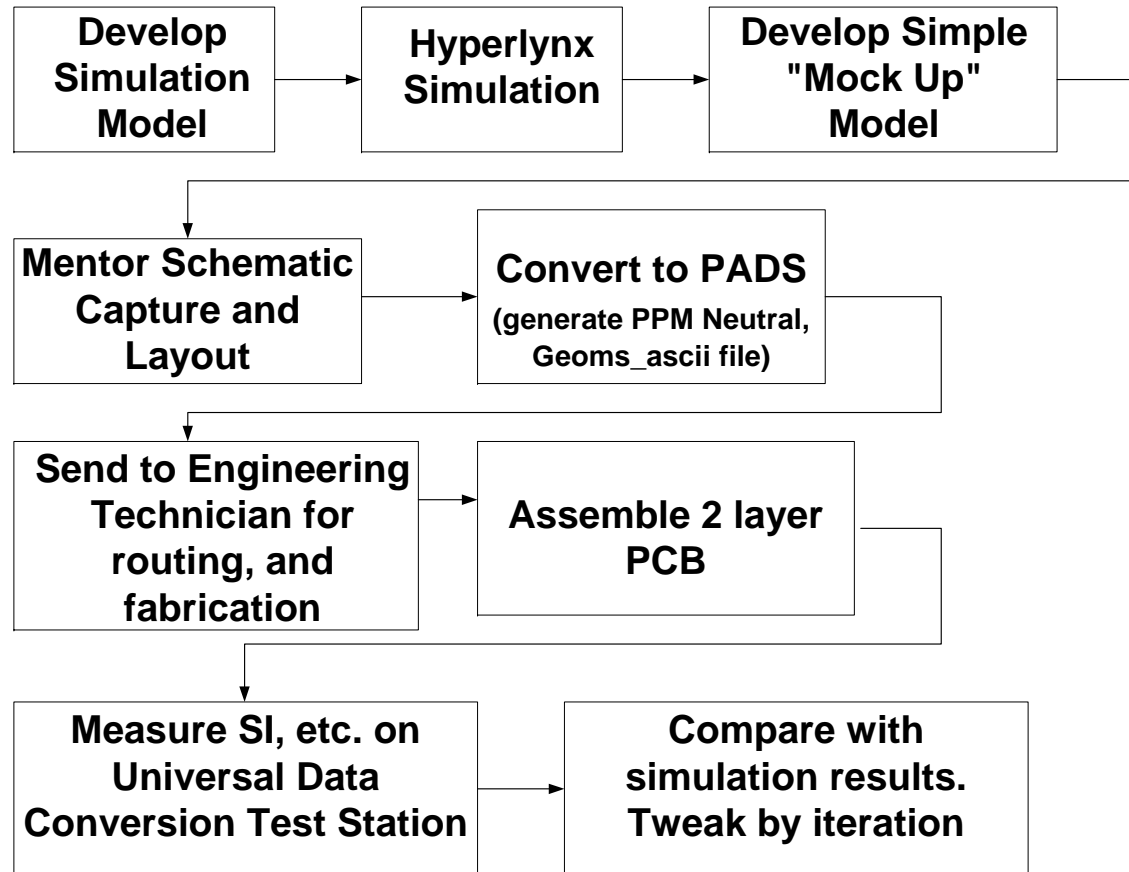 Develop
Simulation
Model
Hyperlynx
Simulation
Develop Simple
"Mock Up"
Model
Mentor Schematic
Capture and
Layout
Convert to PADS
(generate PPM Neutral,
Geoms_ascii file)
Send to Engineering
Technician for
routing, and
fabrication
Assemble 2 layer
PCB
Measure SI, etc. on
Universal Data
Conversion Test Station
Compare with
simulation results.
Tweak by iteration